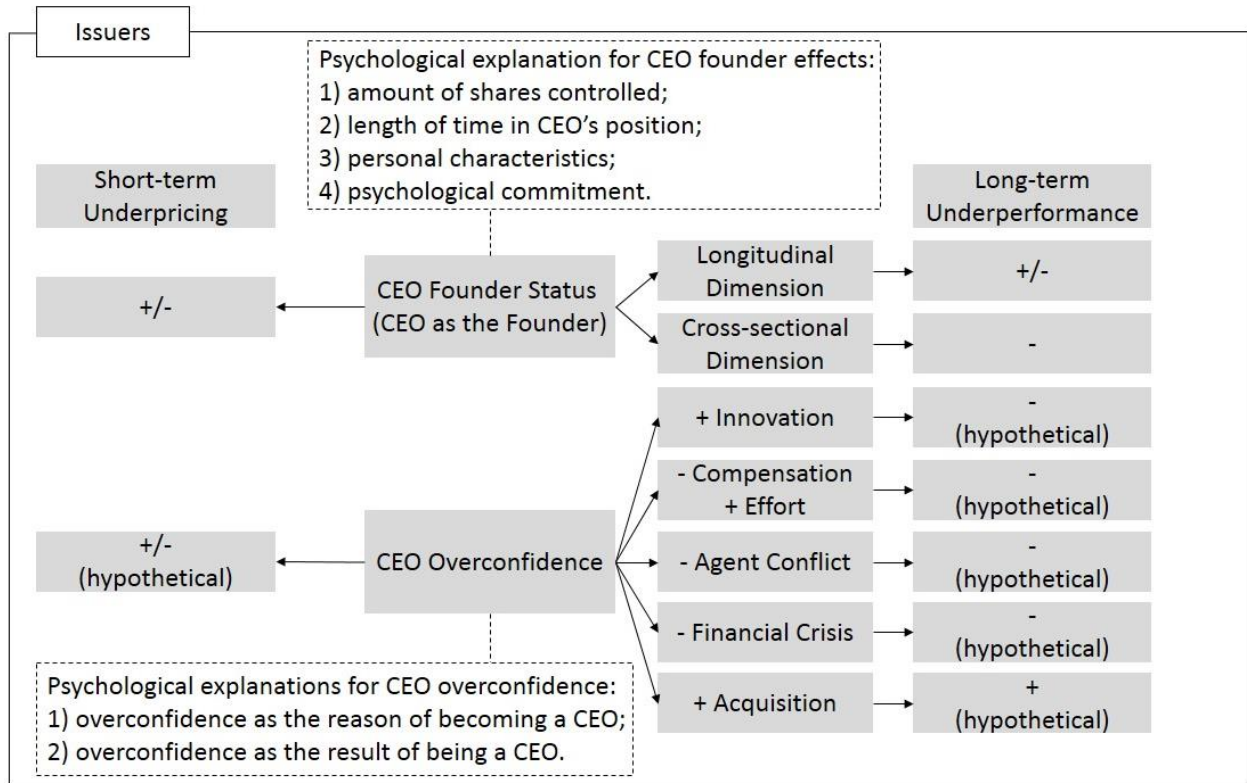 Issuers
Psychological explanation for CEO founder effects:
1) amount of shares controlled;
2) length of time in CEO’s position;
3) personal characteristics;
4) psychological commitment.
Short-term
Underpricing
Long-term
Underperformance
+/-
CEO Founder Status
(CEO as the Founder)
Longitudinal
Dimension
+/-
Cross-sectional
Dimension
-
+ Innovation
-
(hypothetical)
- Compensation
+ Effort
-
(hypothetical)
+/-
(hypothetical)
CEO Overconfidence
- Agent Conflict
-
(hypothetical)
- Financial Crisis
-
(hypothetical)
+ Acquisition
+
(hypothetical)
Psychological explanations for CEO overconfidence:
1) overconfidence as the reason of becoming a CEO;
2) overconfidence as the result of being a CEO.